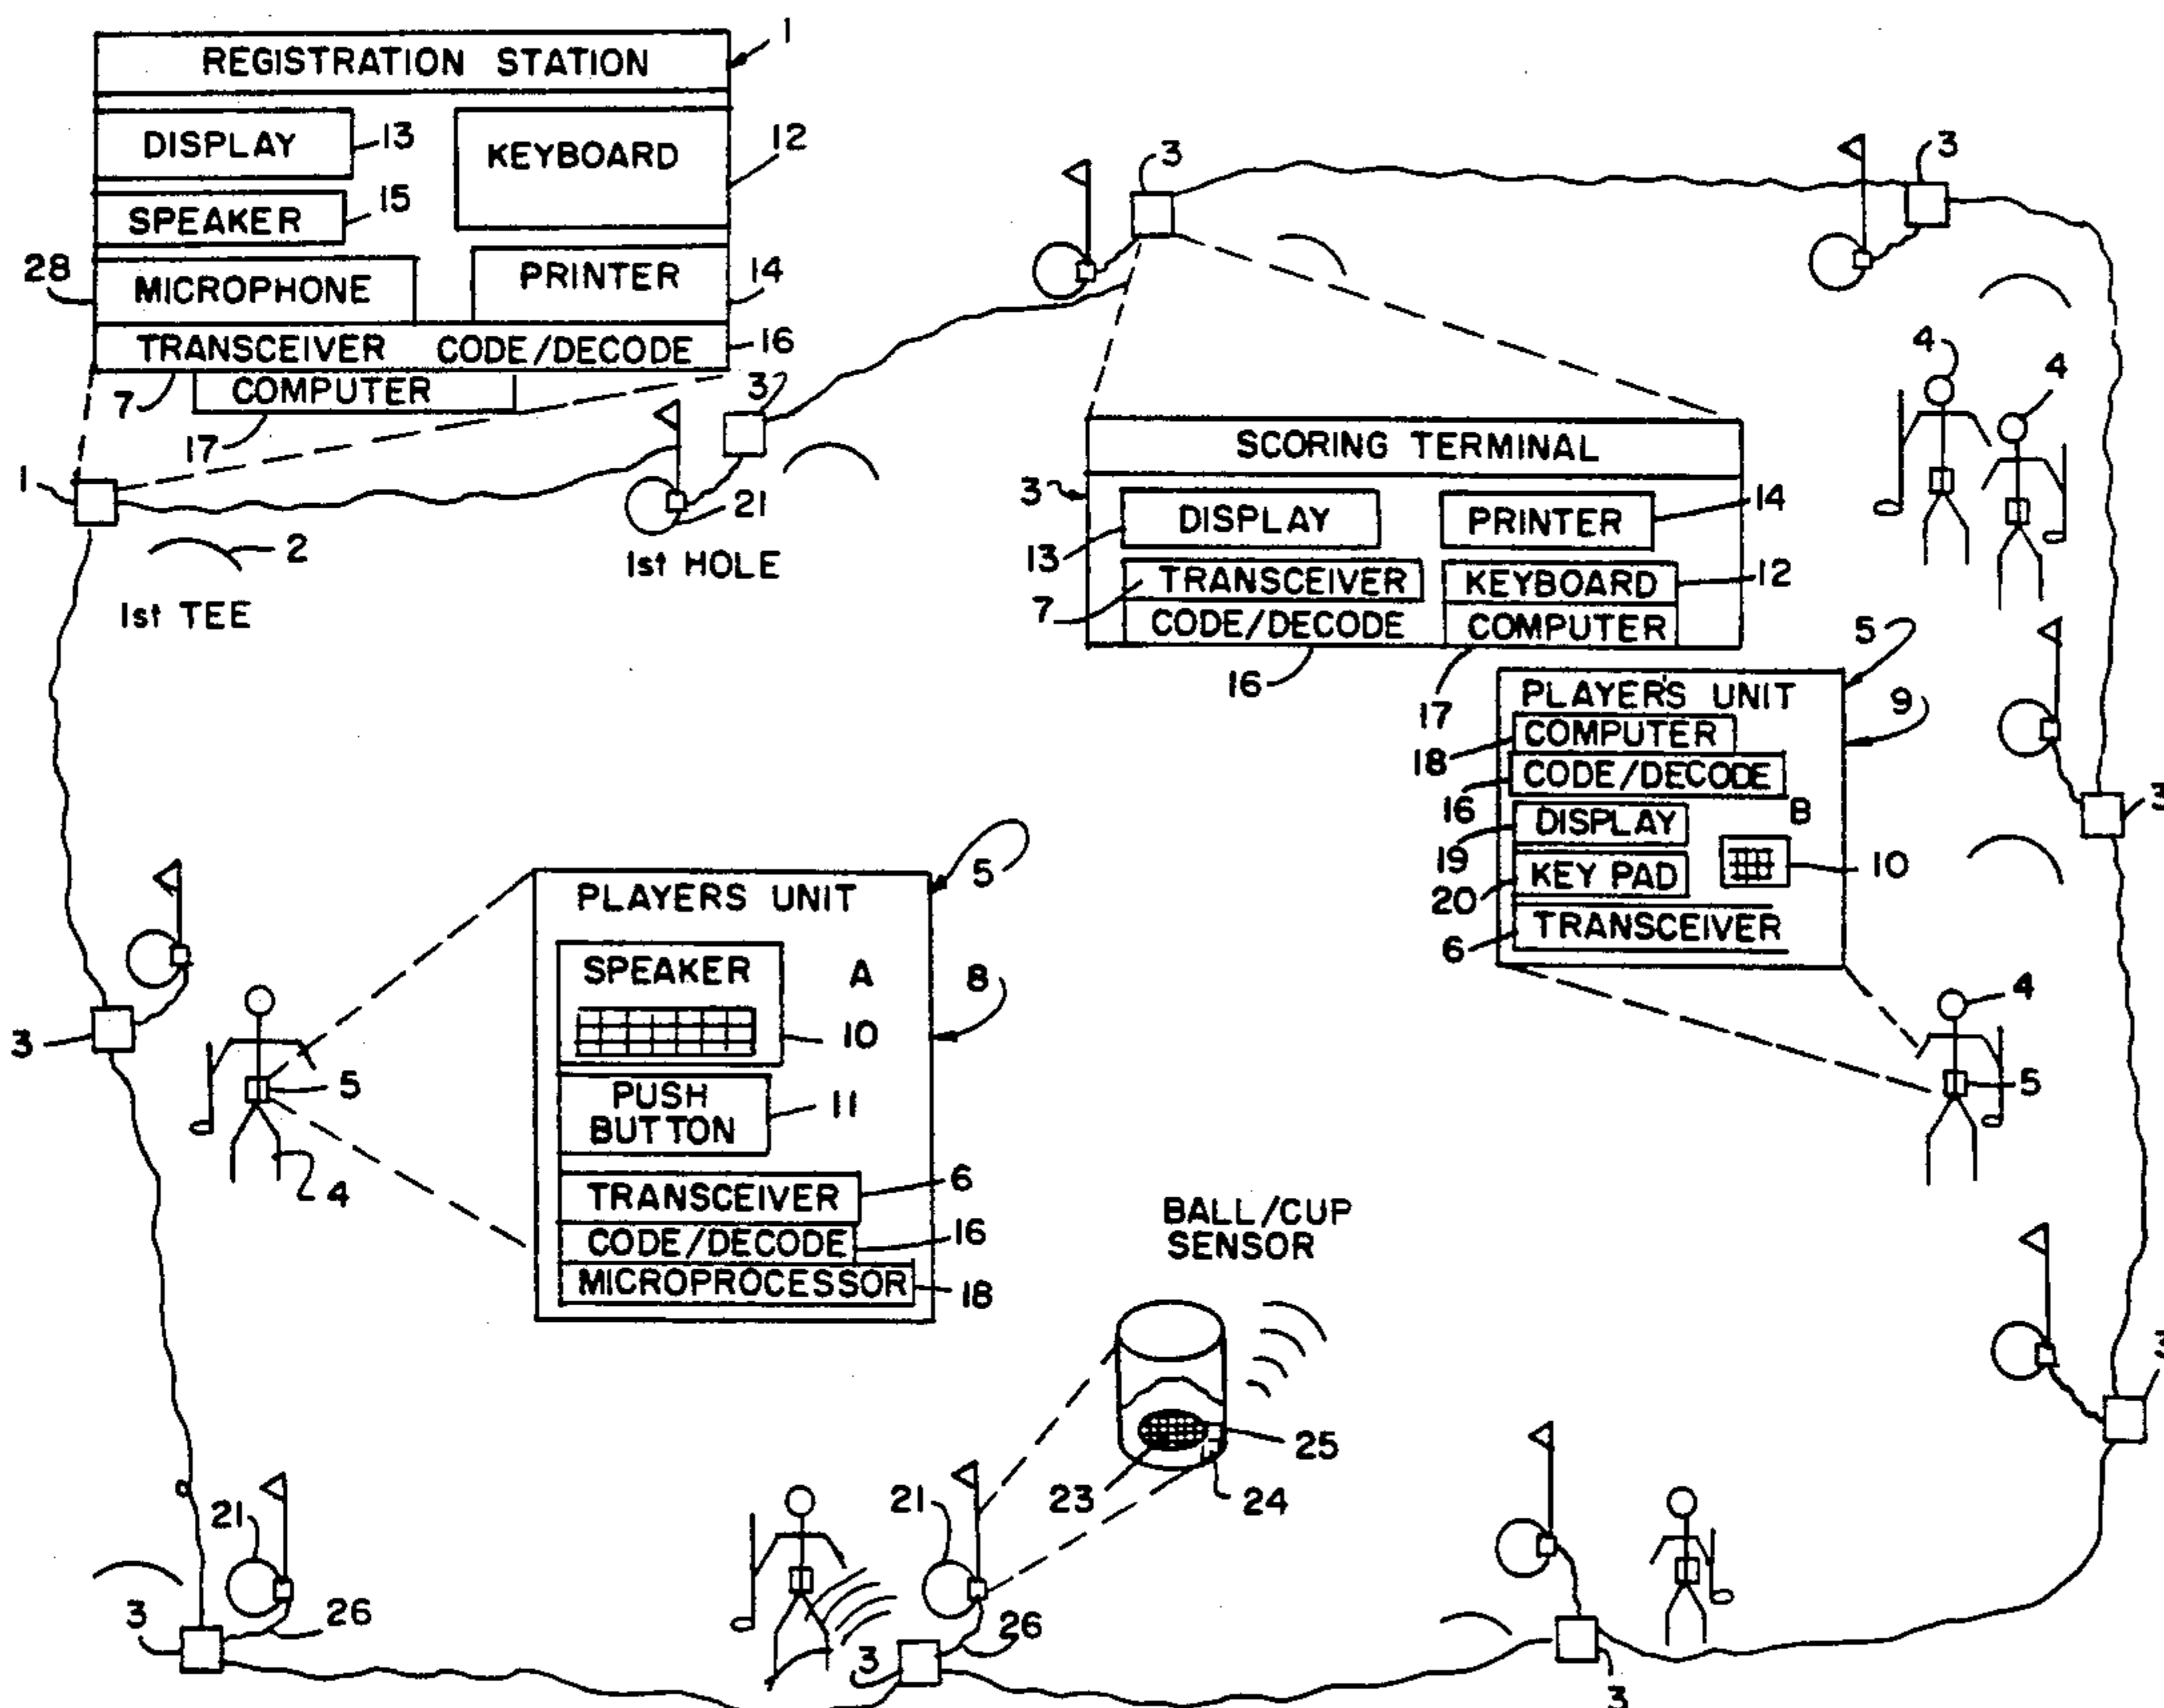 REGISTRATION STATION
1
DISPLAY
13
KEYBOARD
12
SPEAKER
15
28
MICROPHONE
PRINTER
14
TRANSCEIVER CODE/DECODE
16
7
COMPUTER
17
1
2
1st TEE
3
21
1st HOLE
3
3
4
4
SCORING TERMINAL
3
DISPLAY
PRINTER
14
13
TRANSCEIVER
KEYBOARD
12
7
CODE/DECODE
COMPUTER
16
17
5
PLAYER'S UNIT
9
COMPUTER
18
CODE/DECODE
16
B
DISPLAY
19
KEY PAD
10
20
TRANSCEIVER
6
3
4
5
PLAYERS UNIT
5
SPEAKER
A
8
10
PUSH
BUTTON
11
TRANSCEIVER
6
CODE/DECODE
16
MICROPROCESSOR
18
3
5
4
BALL/CUP
SENSOR
25
23
24
3
21
3
26
21
26
3
3